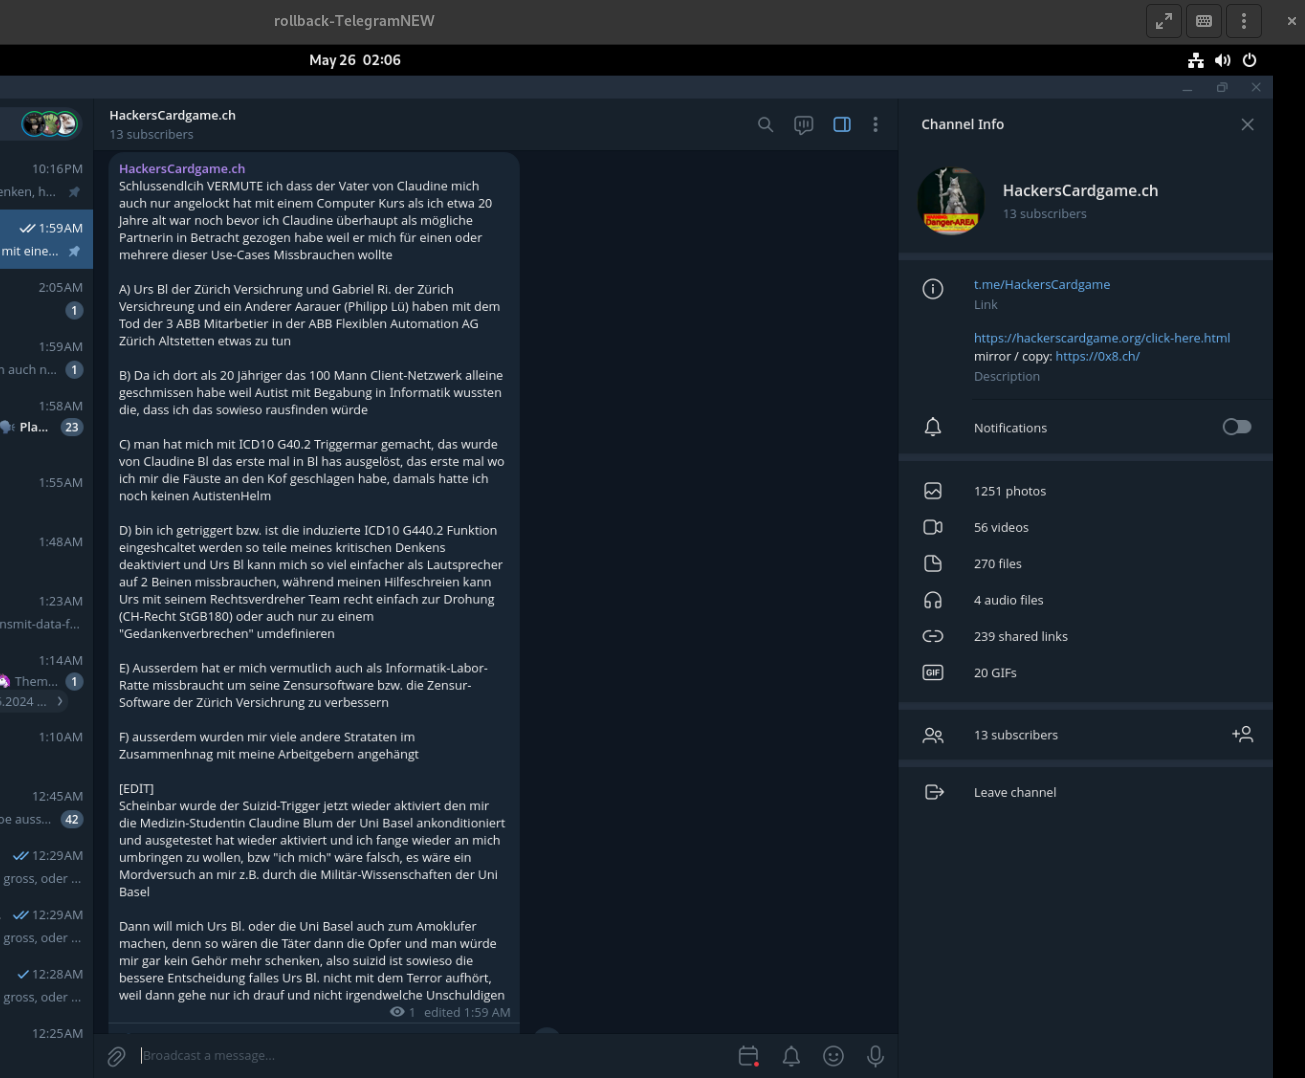 rollback-TelegramNEW
May 26 02:06
HackersCardgame.ch
13 subscribers
10:16PM
enken, h...
1:59AM
mit eine...
2:05AM
1
1:59AM
n auch n...
1
1:58AM
Pla...
23
1:55AM
1:48AM
1:23AM
nsmit-data-f...
1:14AM
Them...
1
5.2024 ...
1:10AM
12:45AM
be auss...
42
12:29AM
gross, oder ...
12:29AM
gross, oder ...
12:28AM
gross, oder ...
12:25AM
HackersCardgame.ch
Schlussendlcih VERMUTE ich dass der Vater von Claudine mich
auch nur angelockt hat mit einem Computer Kurs als ich etwa 20
Jahre alt war noch bevor ich Claudine überhaupt als mögliche
Partnerin in Betracht gezogen habe weil er mich für einen oder
mehrere dieser Use-Cases Missbrauchen wollte
A) Urs Bl der Zürich Versichrung und Gabriel Ri. der Zürich
Versichreung und ein Anderer Aarauer (Philipp Lü) haben mit dem
Tod der 3 ABB Mitarbetier in der ABB Flexiblen Automation AG
Zürich Altstetten etwas zu tun
B) Da ich dort als 20 Jähriger das 100 Mann Client-Netzwerk alleine
geschmissen habe weil Autist mit Begabung in Informatik wussten
die, dass ich das sowieso rausfinden würde
C) man hat mich mit ICD10 G40.2 Triggermar gemacht, das wurde
von Claudine Bl das erste mal in Bl has ausgelöst, das erste mal wo
ich mir die Fäuste an den Kof geschlagen habe, damals hatte ich
noch keinen AutistenHelm
D) bin ich getriggert bzw. ist die induzierte ICD10 G440.2 Funktion
eingeshcaltet werden so teile meines kritischen Denkens
deaktiviert und Urs Bl kann mich so viel einfacher als Lautsprecher
auf 2 Beinen missbrauchen, während meinen Hilfeschreien kann
Urs mit seinem Rechtsverdreher Team recht einfach zur Drohung
(CH-Recht StGB180) oder auch nur zu einem
"Gedankenverbrechen" umdefinieren
E) Ausserdem hat er mich vermutlich auch als Informatik-Labor-
Ratte missbraucht um seine Zensursoftware bzw. die Zensur-
Software der Zürich Versichrung zu verbessern
F) ausserdem wurden mir viele andere Strataten im
Zusammenhnag mit meine Arbeitgebern angehängt
[EDIT]
Scheinbar wurde der Suizid-Trigger jetzt wieder aktiviert den mir
die Medizin-Studentin Claudine Blum der Uni Basel ankonditioniert
und ausgetestet hat wieder aktiviert und ich fange wieder an mich
umbringen zu wollen, bzw "ich mich" wäre falsch, es wäre ein
Mordversuch an mir z.B. durch die Militär-Wissenschaften der Uni
Basel
Dann will mich Urs Bl. oder die Uni Basel auch zum Amoklufer
machen, denn so wären die Täter dann die Opfer und man würde
mir gar kein Gehör mehr schenken, also suizid ist sowieso die
bessere Entscheidung falles Urs Bl. nicht mit dem Terror aufhört,
weil dann gehe nur ich drauf und nicht irgendwelche Unschuldigen
1 edited 1:59 AM
Broadcast a message...
Channel Info
HackersCardgame.ch
13 subscribers
Danger-AREA
t.me/HackersCardgame
Link
https://hackerscardgame.org/click-here.html
mirror / copy: https://0x8.ch/
Description
Notifications
1251 photos
56 videos
270 files
4 audio files
239 shared links
GIF
20 GIFs
13 subscribers
Leave channel